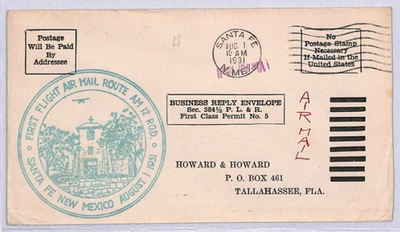 Postage
Will Be Paid
By
Addressee
SANTA FE
AUG 1
10 AM
1931
N. MEX.
No
Postage Stamp
Necessary
If Mailed in the
United States
FIRST FLIGHT AIR MAIL ROUTE AM 12 POD
SANTA FE NEW MEXICO AUGUST 1 1931
BUSINESS REPLY ENVELOPE
Sec. 384½ P. L. & R.
First Class Permit No. 5
AIR MAIL
HOWARD & HOWARD
P. O. BOX 461
TALLAHASSEE, FLA.